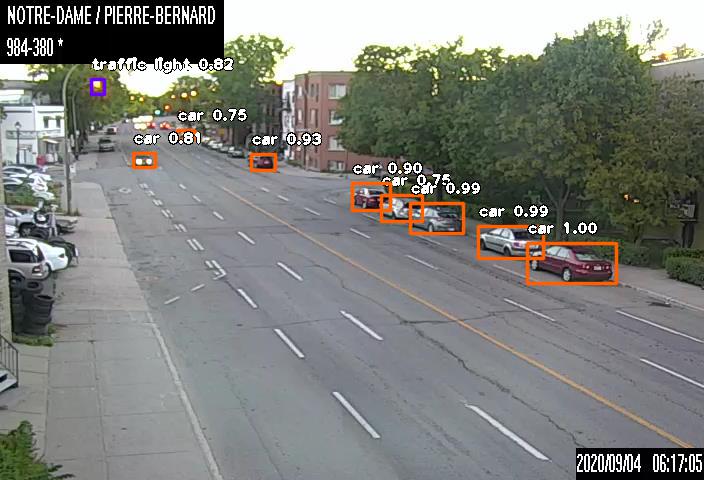 NOTRE-DAME / PIERRE-BERNARD
984-380 *
traffic light 0.82
car 0.75
car 0.81
car 0.93
car 0.90
car 0.75
car 0.99
car 0.99
car 1.00
2020/09/04 06:17:05